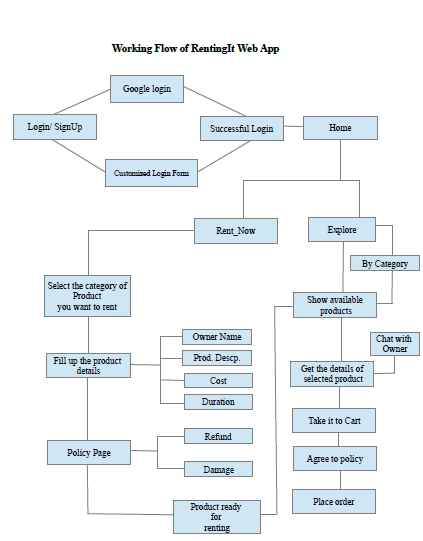 Working Flow of RentingIt Web App
Google login
Login/ SignUp
Successful Login
Home
Customized Login Form
Rent_Now
Explore
By Category
Select the category of
Product
you want to rent
Show available
products
Chat with
Owner
Owner Name
Prod. Descp.
Fill up the product
details
Get the details of
selected product
Cost
Duration
Take it to Cart
Refund
Policy Page
Agree to policy
Damage
Product ready
for
renting
Place order